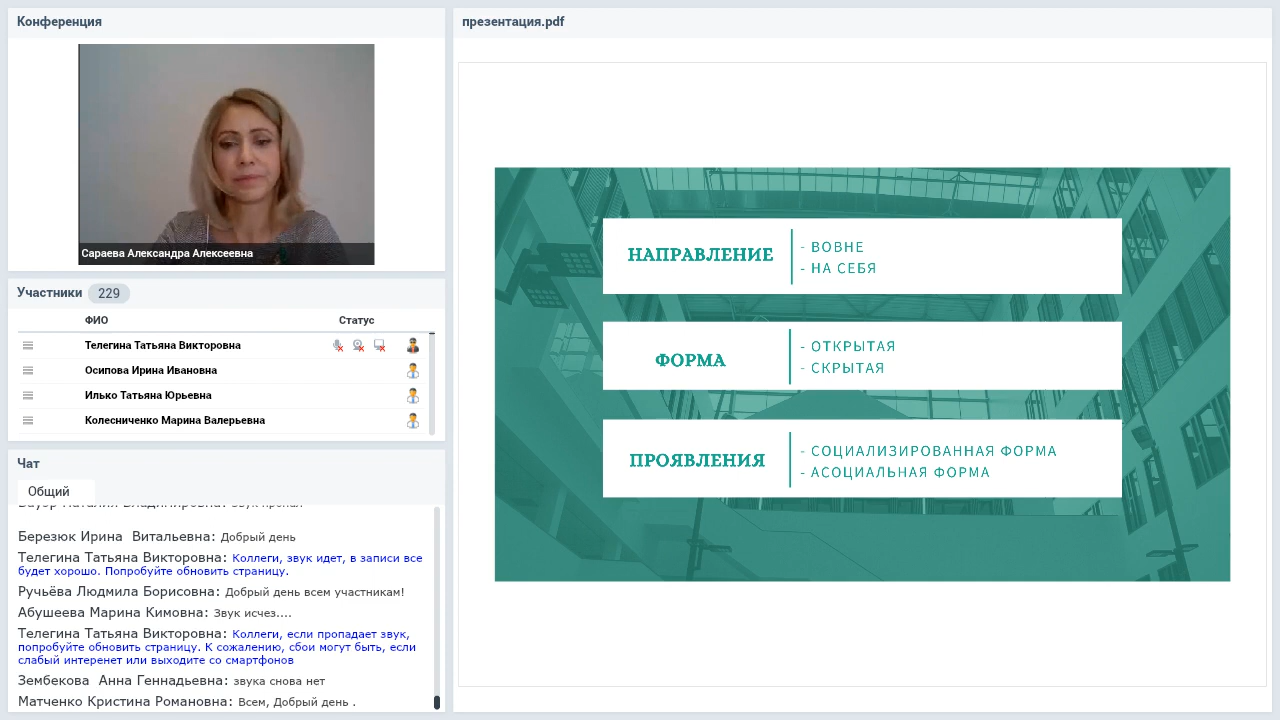 Конференция
Сараева Александра Алексеевна
Участники 229
ФИО Статус
Телегина Татьяна Викторовна
Осипова Ирина Ивановна
Илько Татьяна Юрьевна
Колесниченко Марина Валерьевна
Чат
Общий
Березюк Ирина  Витальевна: Добрый день
Телегина Татьяна Викторовна: Коллеги, звук идет, в записи все
будет хорошо. Попробуйте обновить страницу.
Ручьёва Людмила Борисовна: Добрый день всем участникам!
Абушеева Марина Кимовна: Звук исчез....
Телегина Татьяна Викторовна: Коллеги, если пропадает звук,
попробуйте обновить страницу. К сожалению, сбои могут быть, если
слабый интеренет или выходите со смартфонов
Зембекова  Анна Геннадьевна: звука снова нет
Матченко Кристина Романовна: Всем, Добрый день .
презентация.pdf
НАПРАВЛЕНИЕ
- ВОВНЕ
- НА СЕБЯ
ФОРМА
- ОТКРЫТАЯ
- СКРЫТАЯ
ПРОЯВЛЕНИЯ
- СОЦИАЛИЗИРОВАННАЯ ФОРМА
- АСОЦИАЛЬНАЯ ФОРМА